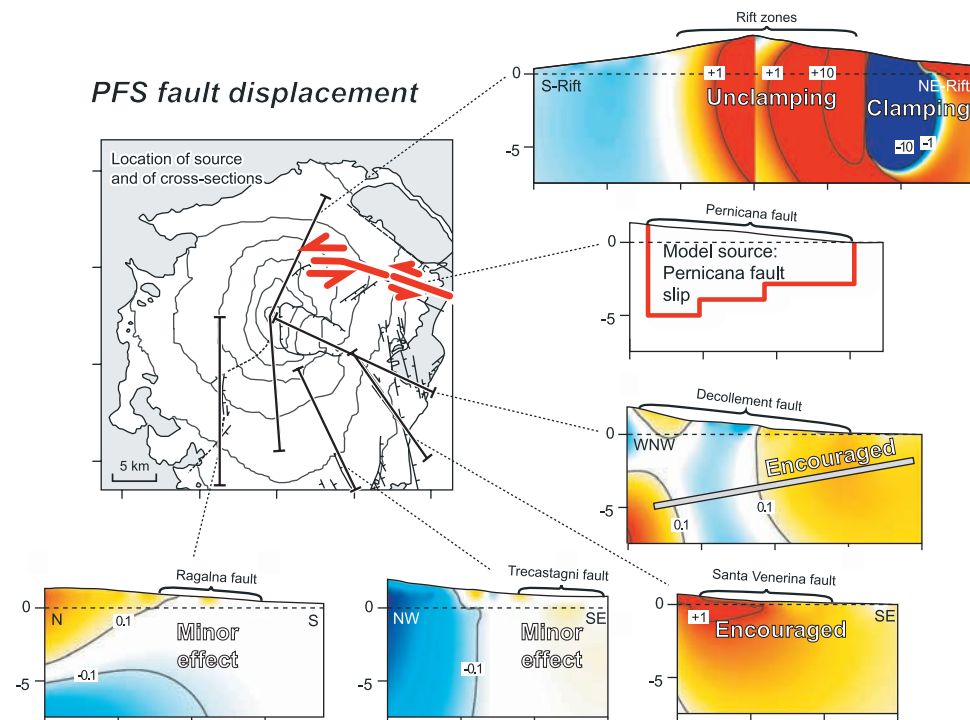 PFS fault displacement
Location of source
and of cross-sections
5 km
Rift zones
0
-5
S-Rift
NE-Rift
+1
+1
+10
Unclamping
Clamping
-10
-1
Pernicana fault
0
-5
Model source:
Pernicana fault
slip
Decollement fault
0
-5
WNW
Encouraged
0.1
0.1
Ragalna fault
0
-5
N
S
0.1
-0.1
Minor
effect
Trecastagni fault
0
-5
NW
SE
-0.1
Minor
effect
Santa Venerina fault
0
-5
SE
+1
Encouraged